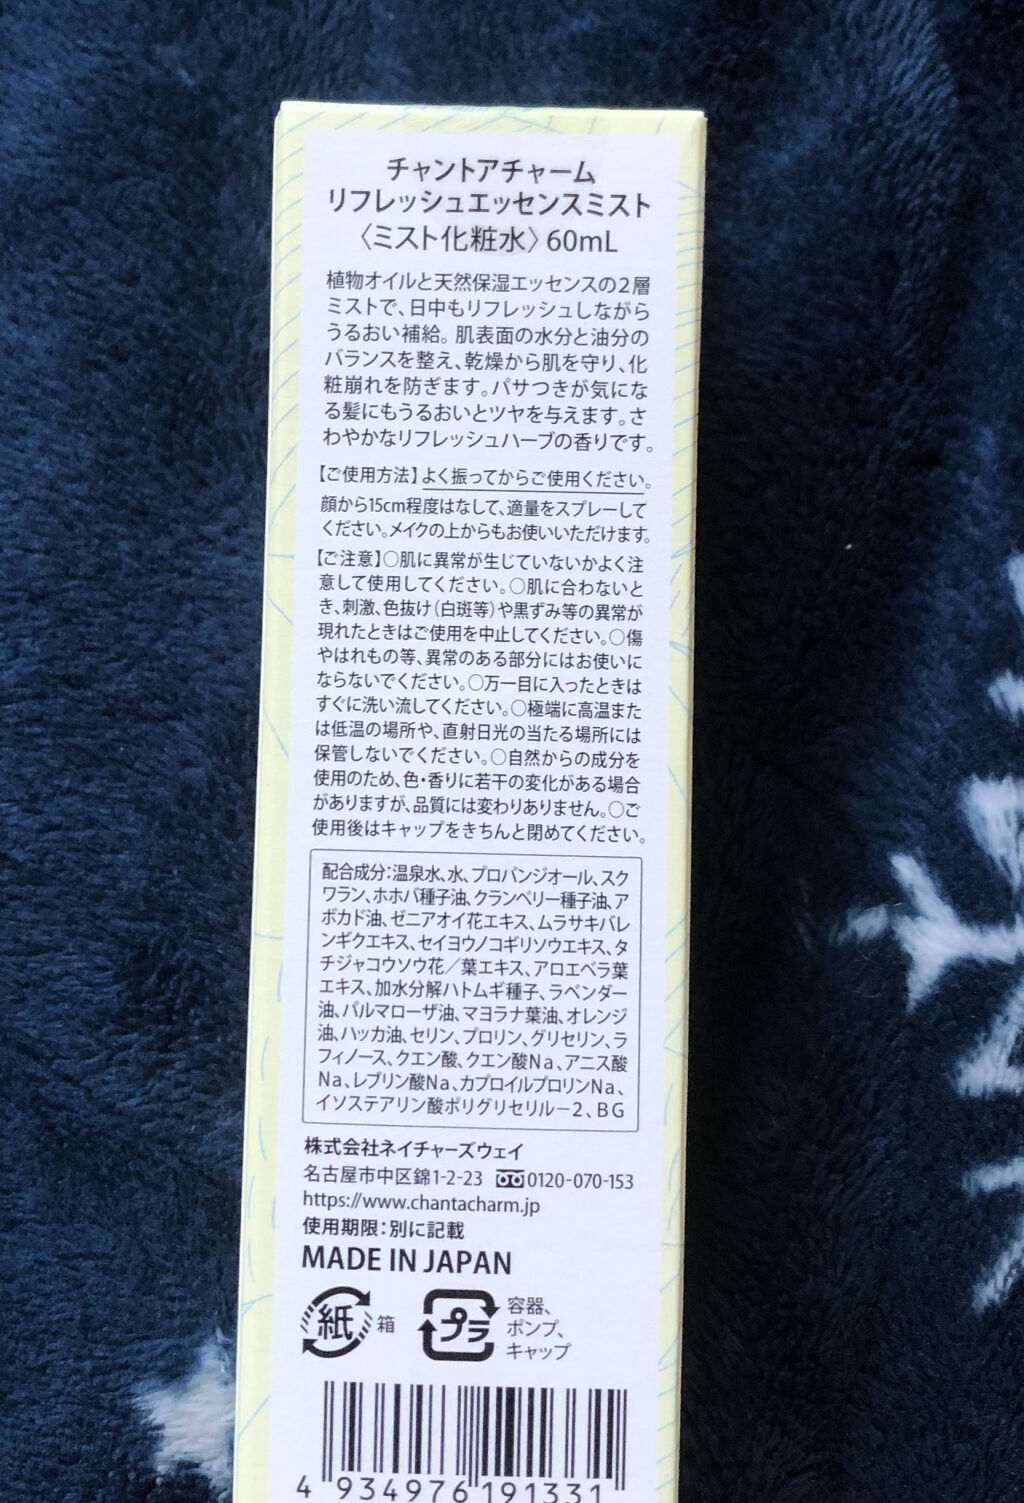 チャントアチャーム
リフレッシュエッセンスミスト
〈ミスト化粧水〉60mL
植物オイルと天然保湿エッセンスの2層
ミストで、日中もリフレッシュしながら
うるおい補給。肌表面の水分と油分の
バランスを整え、乾燥から肌を守り、化
粧崩れを防ぎます。パサつきが気にな
る髪にもうるおいとツヤを与えます。さ
わやかなリフレッシュハーブの香りです。
【ご使用方法】よく振ってからご使用ください。
顔から15cm程度はなして、適量をスプレーして
ください。メイクの上からもお使いいただけます。
【ご注意】○肌に異常が生じていないかよく注
意して使用してください。○肌に合わないと
き、刺激、色抜け(白斑等)や黒ずみ等の異常が
現れたときはご使用を中止してください。○傷
やはれもの等、異常のある部分にはお使いに
ならないでください。○万一目に入ったときは
すぐに洗い流してください。○極端に高温また
は低温の場所や、直射日光の当たる場所には
保管しないでください。○自然からの成分を
使用のため、色・香りに若干の変化がある場合
がありますが、品質には変わりありません。○ご
使用後はキャップをきちんと閉めてください。
配合成分:温泉水、水、プロパンジオール、スク
ワラン、ホホバ種子油、クランベリー種子油、ア
ボカド油、ゼニアオイ花エキス、ムラサキバレ
ンギクエキス、セイヨウノコギリソウエキス、タ
チジャコウソウ花／葉エキス、アロエベラ葉
エキス、加水分解ハトムギ種子、ラベンダー
油、パルマローザ油、マヨラナ葉油、オレンジ
油、ハッカ油、セリン、プロリン、グリセリン、ラ
フィノース、クエン酸、クエン酸Na、アニス酸
Na、レブリン酸Na、カプロイルプロリンNa、
イソステアリン酸ポリグリセリル－2、BG
株式会社ネイチャーズウェイ
名古屋市中区錦1-2-23 0120-070-153
https://www.chantacharm.jp
使用期限:別に記載
MADE IN JAPAN
紙 箱
プラ 容器、
ポンプ、
キャップ
4 934976 191331